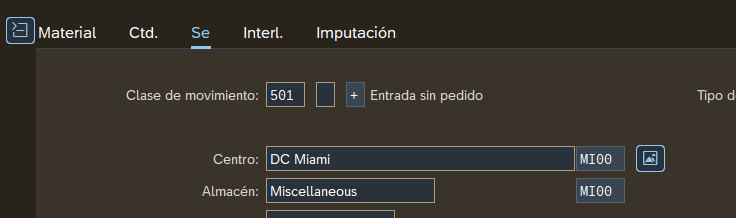 Material Ctd. Se Interl. Imputación
Clase de movimiento: 501 + Entrada sin pedido Tipo d
Centro: DC Miami MI00
Almacén: Miscellaneous MI00